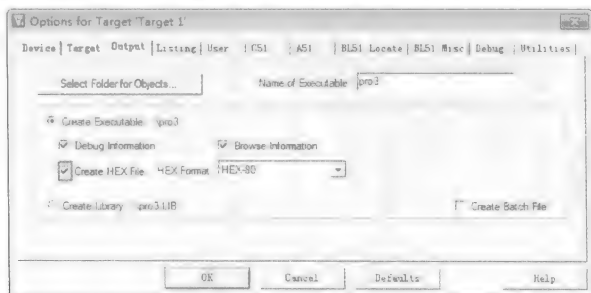 Options for Target 'Target 1'
Device | Target Output | Listing | User | C51 | A51 | BL51 Locate | BL51 Misc | Debug | Utilities |
Select Folder for Objects... Name of Executable pro3
Create Executable \pro3
Debug Information Browse Information
Create HEX File HEX Format HEX-80
Create Library pro3.LIB Create Batch File
OK Cancel Defaults Help